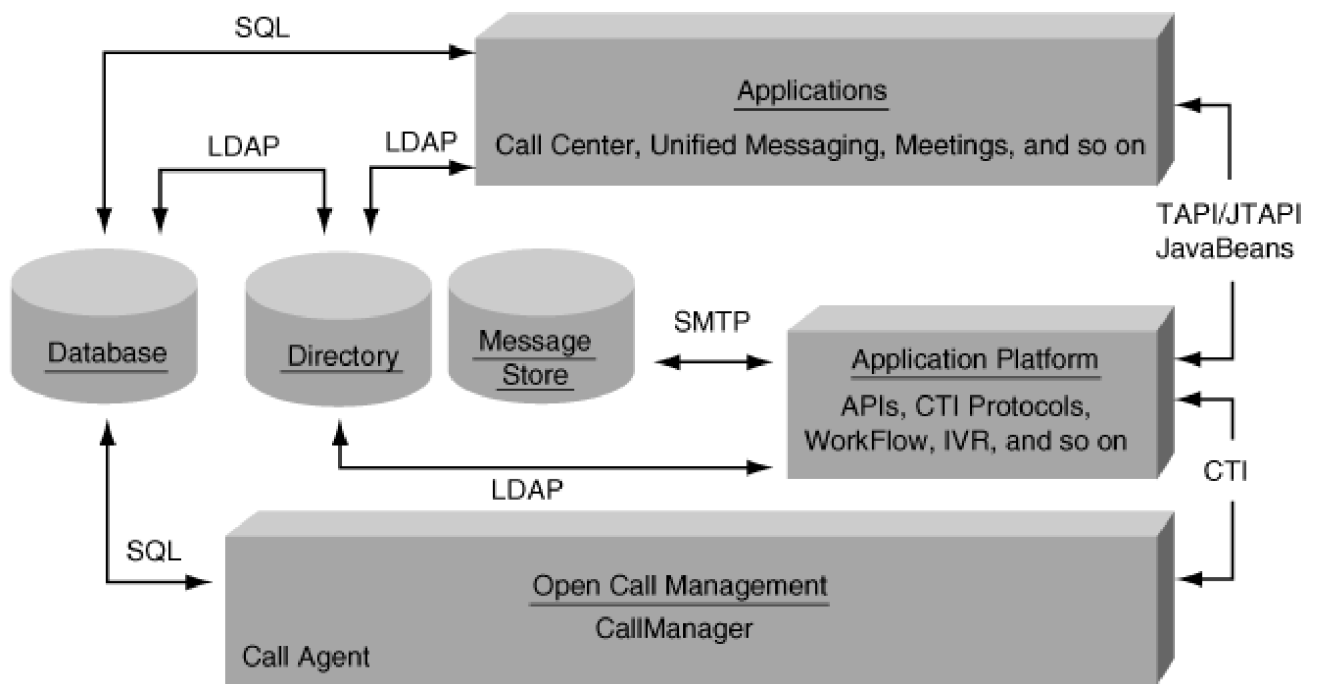 SQL
Applications
LDAP
LDAP
Call Center, Unified Messaging, Meetings, and so on
TAPI/JTAPI
JavaBeans
Database
Directory
Message
Store
SMTP
Application Platform
APIs, CTI Protocols,
WorkFlow, IVR, and so on
LDAP
CTI
SQL
Open Call Management
CallManager
Call Agent